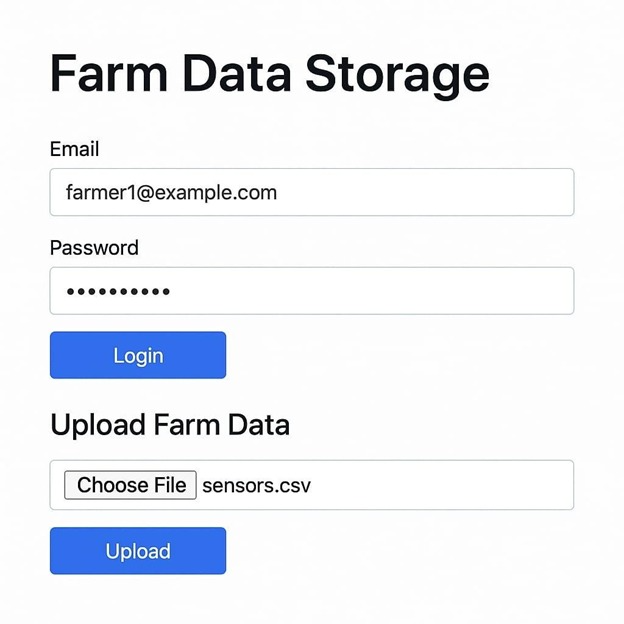 Farm Data Storage
Email
farmer1@example.com
Password
••••••••••
Login
Upload Farm Data
Choose File sensors.csv
Upload